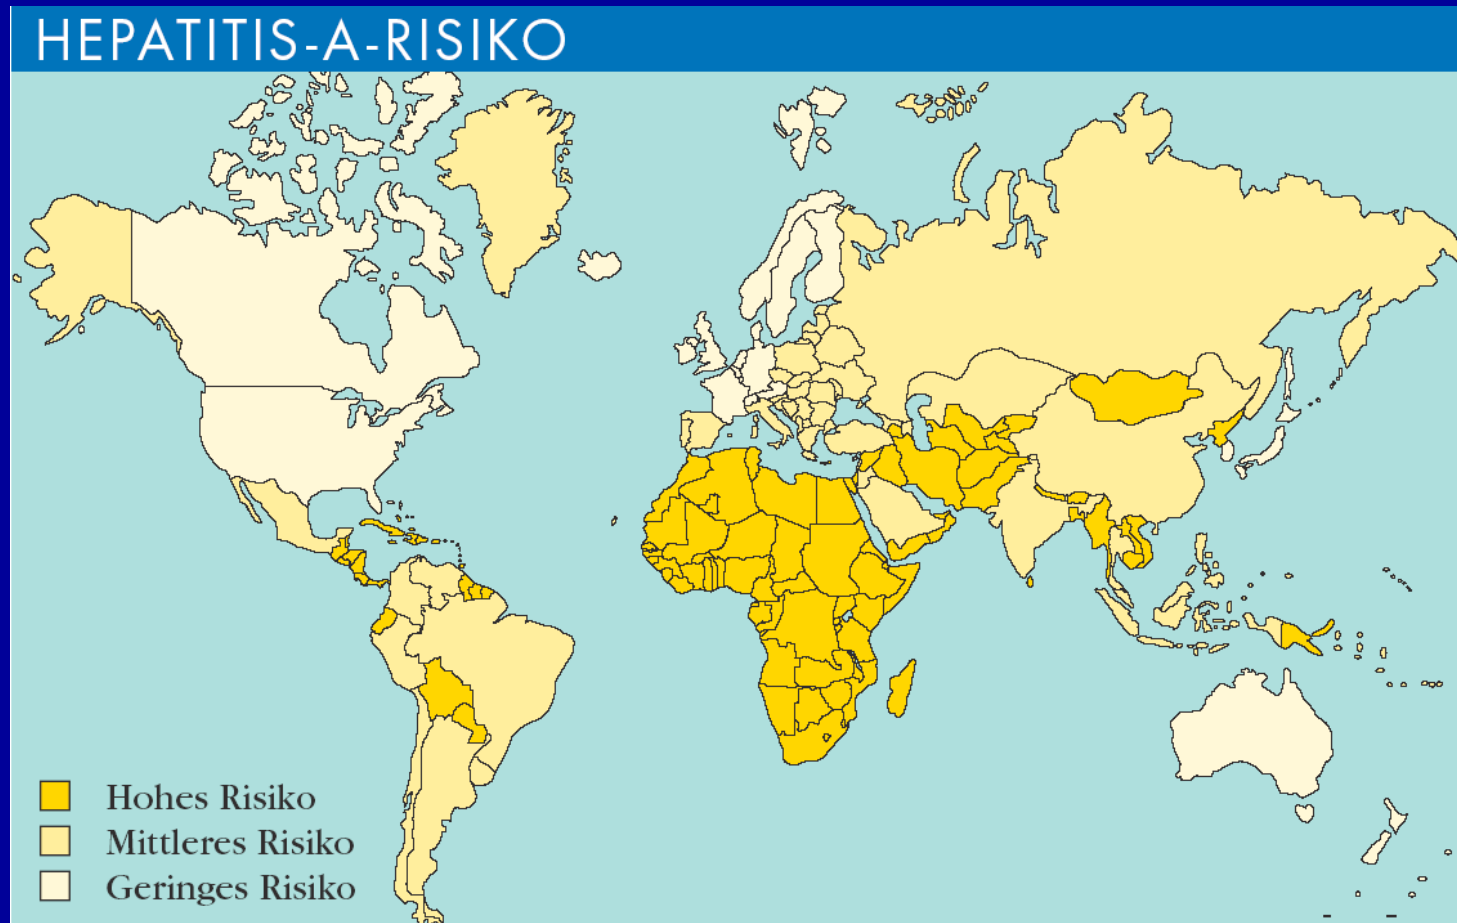 HEPATITIS-A-RISIKO
Hohes Risiko
Mittleres Risiko
Geringes Risiko